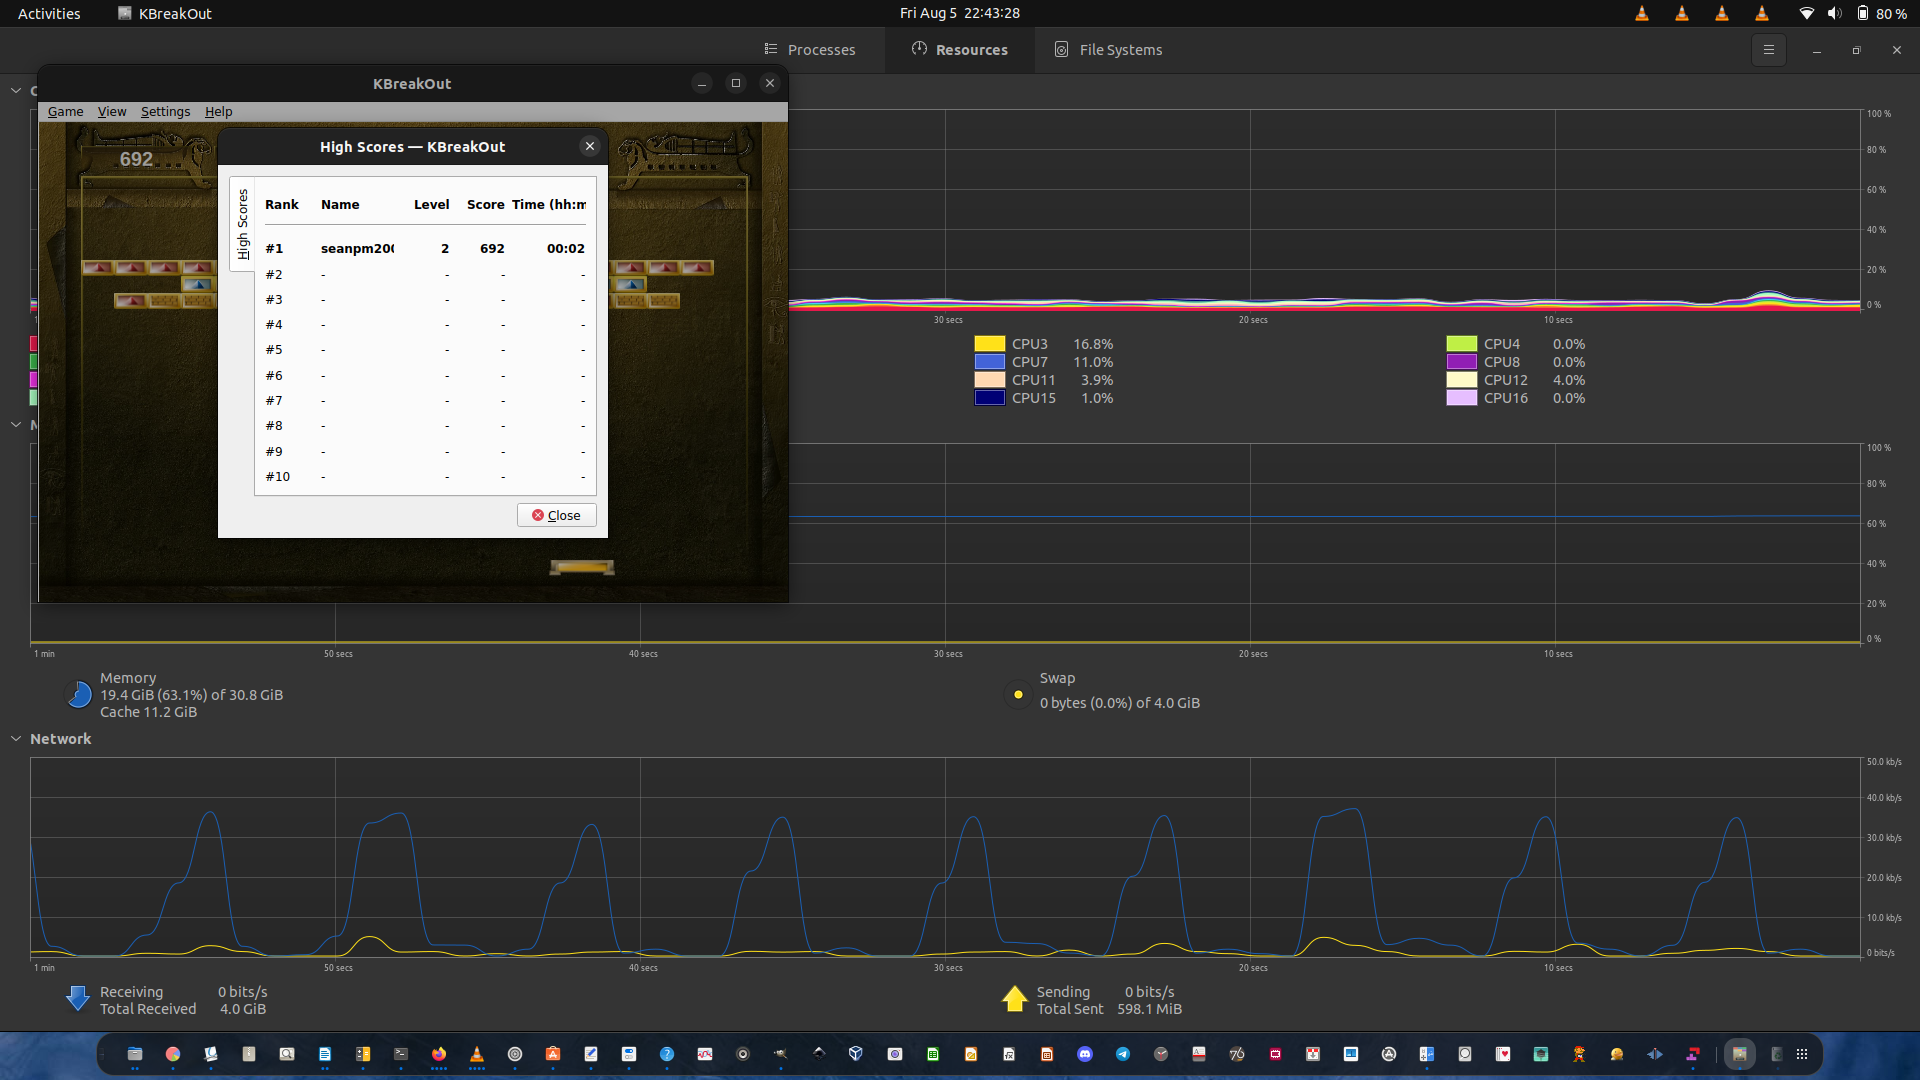 Activities
KBreakOut
Fri Aug 5 22:43:28
80 %
Processes
Resources
File Systems
KBreakOut
Game View Settings Help
692
High Scores — KBreakOut
High Scores
Rank Name Level Score Time (hh:m
#1 seanpm200 2 692 00:02
#2 - - - -
#3 - - - -
#4 - - - -
#5 - - - -
#6 - - - -
#7 - - - -
#8 - - - -
#9 - - - -
#10 - - - -
Close
100 %
80 %
60 %
40 %
20 %
0 %
30 secs 20 secs 10 secs
CPU3 16.8% CPU4 0.0%
CPU7 11.0% CPU8 0.0%
CPU11 3.9% CPU12 4.0%
CPU15 1.0% CPU16 0.0%
100 %
80 %
60 %
40 %
20 %
0 %
1 min 50 secs 40 secs 30 secs 20 secs 10 secs
Memory
19.4 GiB (63.1%) of 30.8 GiB
Cache 11.2 GiB
Swap
0 bytes (0.0%) of 4.0 GiB
Network
50.0 kb/s
40.0 kb/s
30.0 kb/s
20.0 kb/s
10.0 kb/s
0 bits/s
1 min 50 secs 40 secs 30 secs 20 secs 10 secs
Receiving 0 bits/s
Total Received 4.0 GiB
Sending 0 bits/s
Total Sent 598.1 MiB